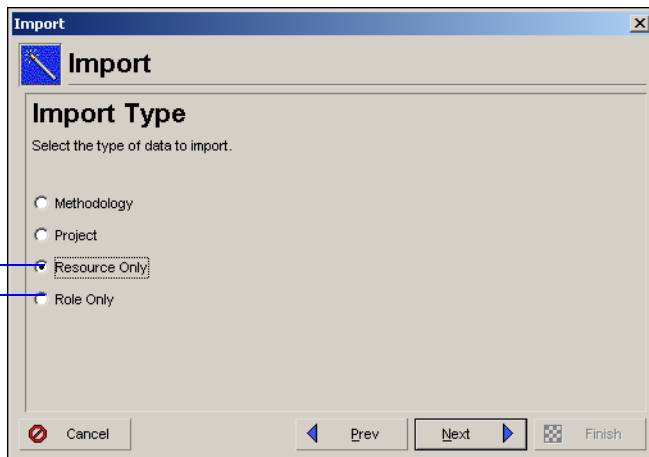 Import
Import
Import Type
Select the type of data to import.
Methodology
Project
Resource Only
Role Only
Cancel
Prev
Next
Finish